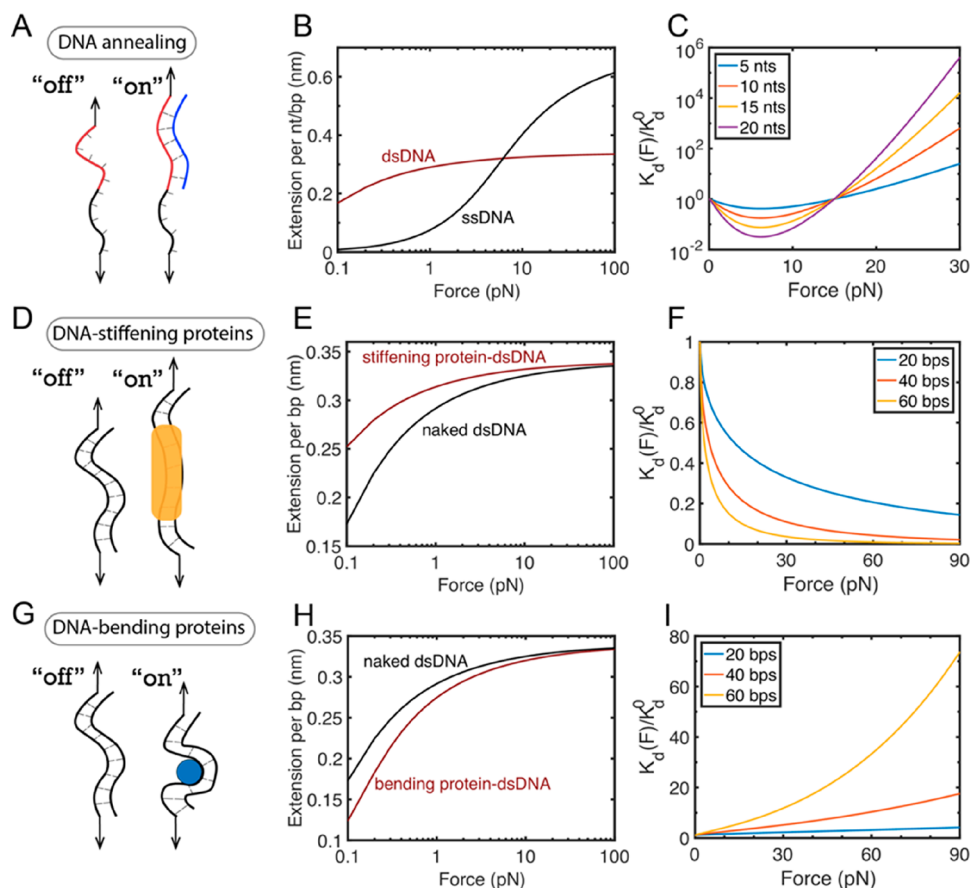 A
DNA annealing
"off" "on"
B
Extension per nt/bp (nm)
0.6
0.4
0.2
0
dsDNA
ssDNA
0.1 1 10 100
Force (pN)
C
K_d(F)/K_d^0
10^6
10^4
10^2
10^0
10^-2
5 nts
10 nts
15 nts
20 nts
0 10 20 30
Force (pN)
D
DNA-stiffening proteins
"off" "on"
E
Extension per bp (nm)
0.35
0.3
0.25
0.2
0.15
stiffening protein-dsDNA
naked dsDNA
0.1 1 10 100
Force (pN)
F
K_d(F)/K_d^0
1
0.8
0.6
0.4
0.2
0
20 bps
40 bps
60 bps
0 30 60 90
Force (pN)
G
DNA-bending proteins
"off" "on"
H
Extension per bp (nm)
0.35
0.3
0.25
0.2
0.15
0.1
naked dsDNA
bending protein-dsDNA
0.1 1 10 100
Force (pN)
I
K_d(F)/K_d^0
80
60
40
20
0
20 bps
40 bps
60 bps
0 30 60 90
Force (pN)